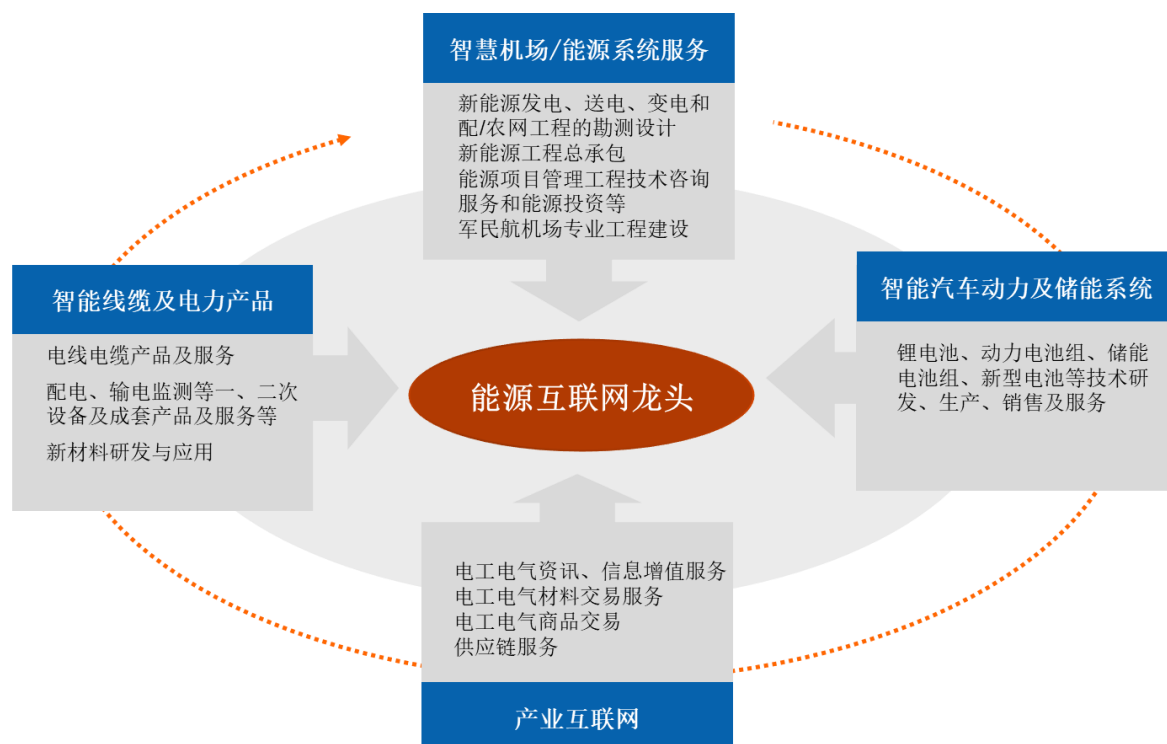 智慧机场/能源系统服务
新能源发电、送电、变电和
配/农网工程的勘测设计
新能源工程总承包
能源项目管理工程技术咨询
服务和能源投资等
军民航机场专业工程建设
智能线缆及电力产品
电线电缆产品及服务
配电、输电监测等一、二次
设备及成套产品及服务等
新材料研发与应用
能源互联网龙头
智能汽车动力及储能系统
锂电池、动力电池组、储能
电池组、新型电池等技术研
发、生产、销售及服务
电工电气资讯、信息增值服务
电工电气材料交易服务
电工电气商品交易
供应链服务
产业互联网